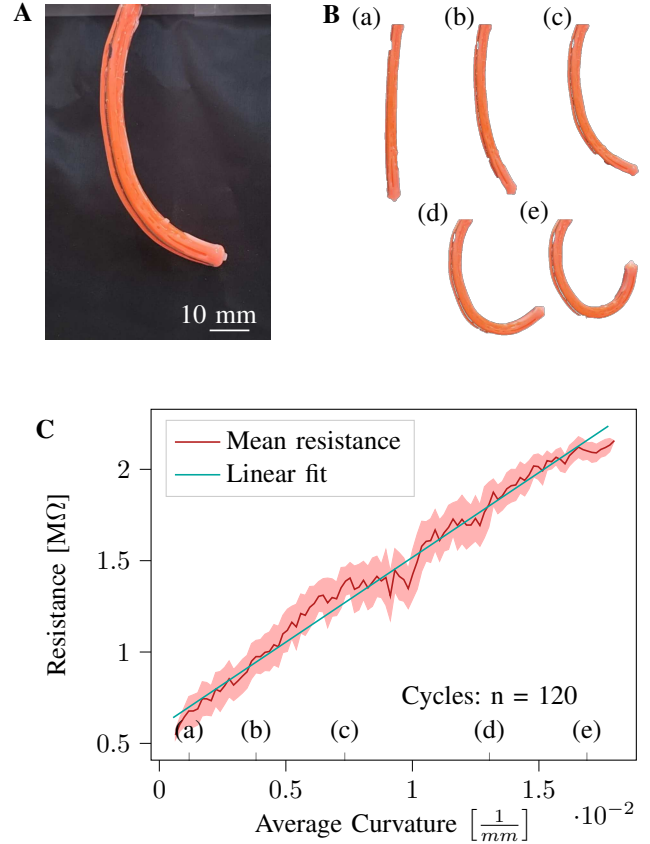 A
10 mm
B (a) (b) (c)
(d) (e)
C
Mean resistance
Linear fit
Resistance [MΩ]
2
1.5
1
0.5
Cycles: n = 120
(a) (b) (c) (d) (e)
0 0.5 1 1.5
·10⁻²
Average Curvature [1/mm]